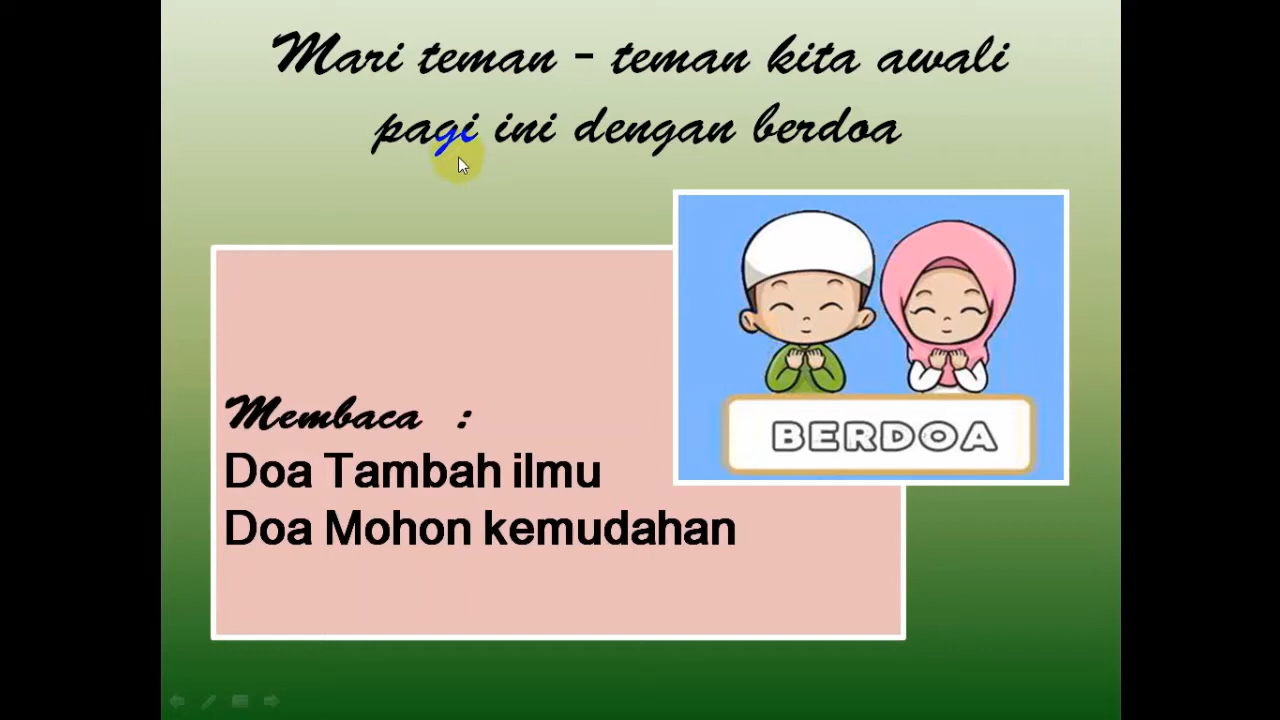 Mari teman - teman kita awali
pagi ini dengan berdoa
BERDOA
Membaca :
Doa Tambah ilmu
Doa Mohon kemudahan